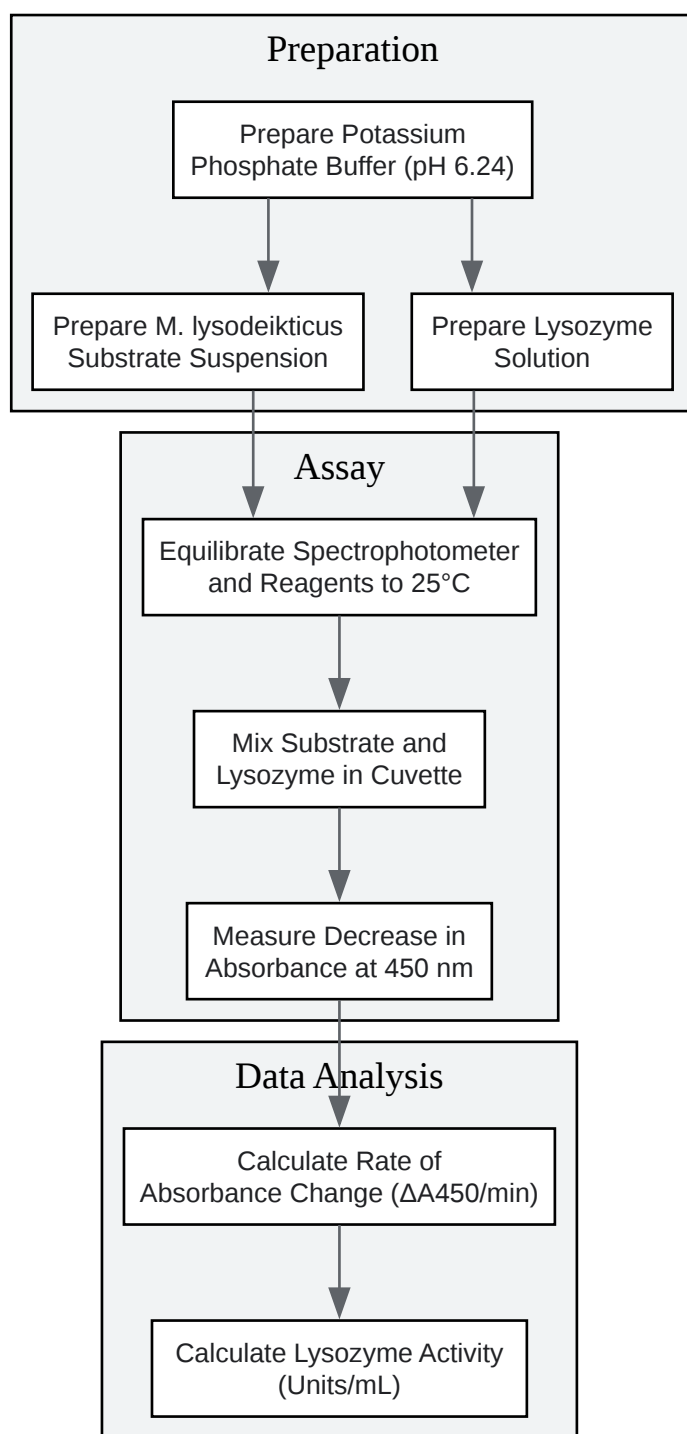 Preparation
Prepare Potassium
Phosphate Buffer (pH 6.24)
Prepare M. lysodeikticus
Substrate Suspension
Prepare Lysozyme
Solution
Assay
Equilibrate Spectrophotometer
and Reagents to 25°C
Mix Substrate and
Lysozyme in Cuvette
Measure Decrease in
Absorbance at 450 nm
Data Analysis
Calculate Rate of
Absorbance Change (ΔA450/min)
Calculate Lysozyme Activity
(Units/mL)